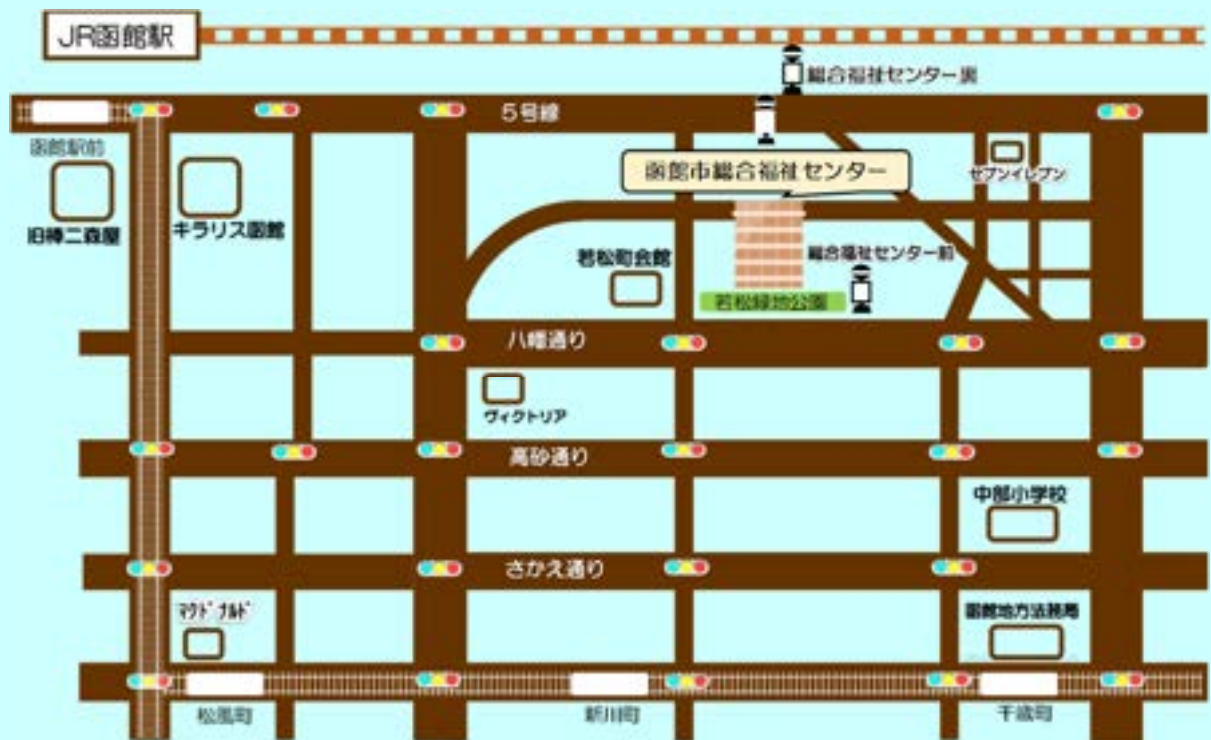 JR函館駅
総合福祉センター裏
5号線
函館駅前
函館市総合福祉センター
セブンイレブン
旧棒二森屋
キラリス函館
若松町会館
総合福祉センター前
若松緑地公園
八幡通り
ヴィクトリア
高砂通り
中部小学校
さかえ通り
マクドナルド
函館地方法務局
松風町
新川町
千歳町